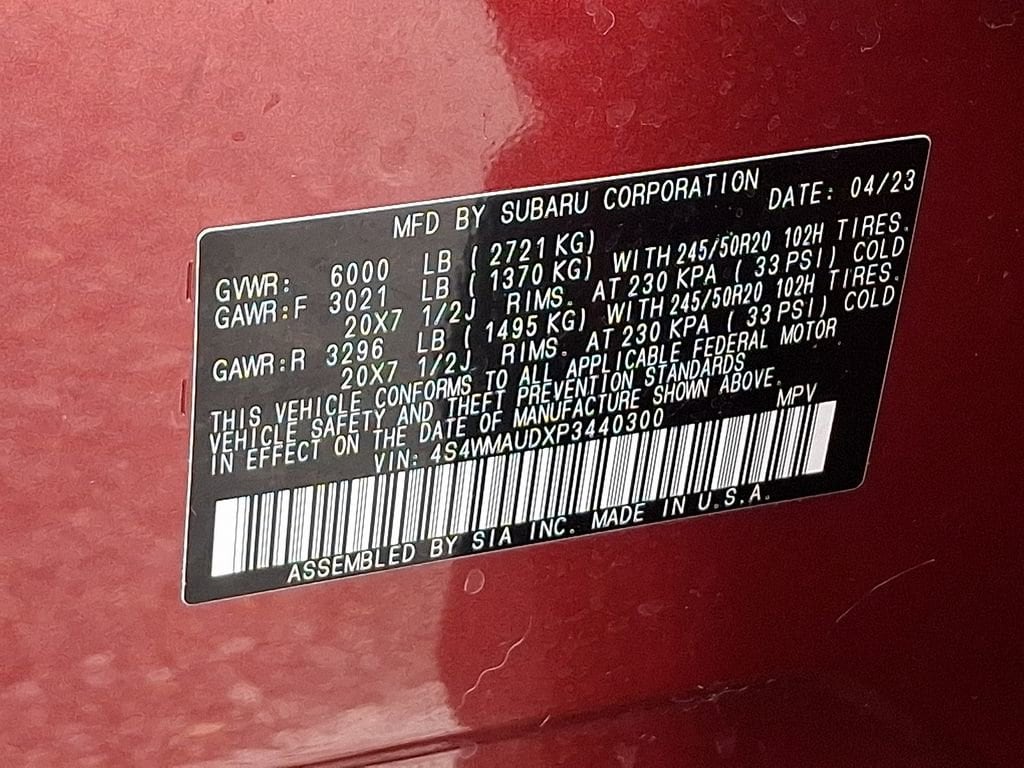 MFD BY SUBARU CORPORATION DATE: 04/23
GVWR: 6000 LB ( 2721 KG)
GAWR:F 3021 LB ( 1370 KG) WITH 245/50R20 102H TIRES.
20X7 1/2J RIMS. AT 230 KPA ( 33 PSI) COLD
GAWR:R 3296 LB ( 1495 KG) WITH 245/50R20 102H TIRES.
20X7 1/2J RIMS. AT 230 KPA ( 33 PSI) COLD
THIS VEHICLE CONFORMS TO ALL APPLICABLE FEDERAL MOTOR
VEHICLE SAFETY AND THEFT PREVENTION STANDARDS
IN EFFECT ON THE DATE OF MANUFACTURE SHOWN ABOVE.
VIN: 4S4WMAUDXP3440300 MPV
ASSEMBLED BY SIA INC. MADE IN U.S.A.